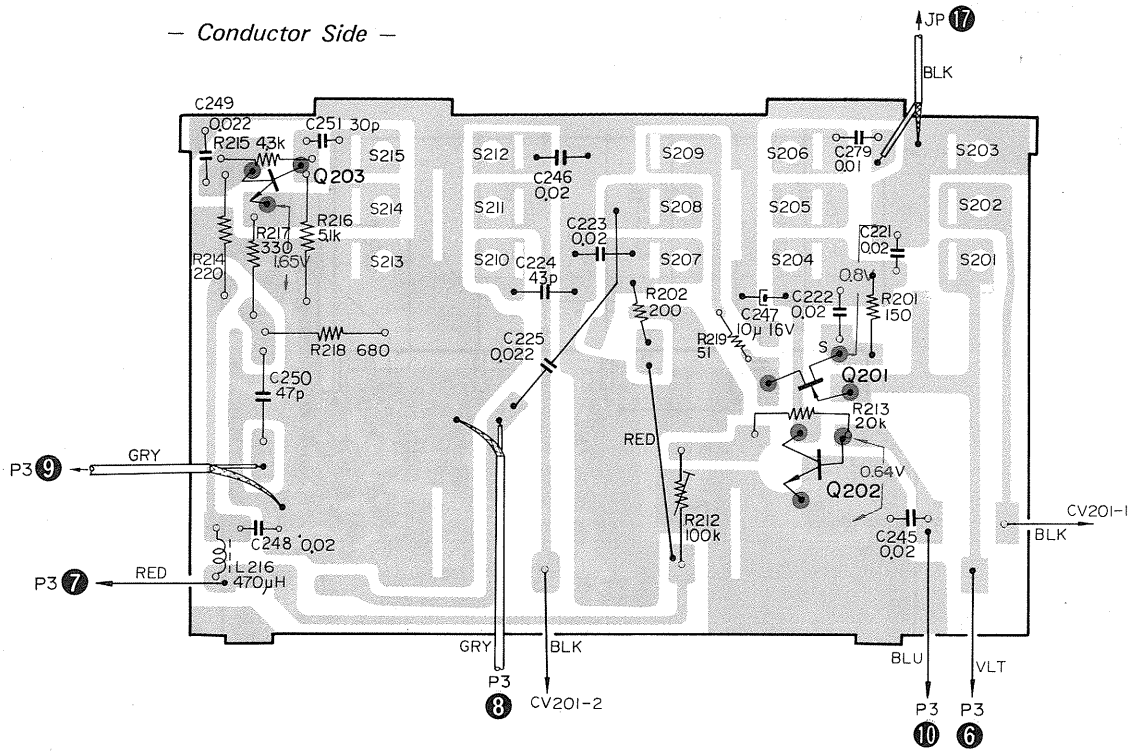 – Conductor Side –
JP 17
BLK
C249
0.022
R215 43k
C251 30p
Q203
S215
S212
C246
0.02
S209
S206
C279
0.01
S203
S214
S211
S208
S205
S202
R216
5.1k
R217
330
1.65V
R214
220
C223
0.02
C221
0.02
S213
S210
S207
S204
S201
C224
43p
R202
200
C247
10μ 16V
C222
0.02
0.8V
R201
150
R218 680
C225
0.022
R219
51
S
Q201
C250
47p
R213
20k
RED
P3 9
GRY
0.64V
Q202
R212
100k
C248 0.02
C245
0.02
CV201-1
BLK
L216
470μH
P3 7
RED
GRY
BLK
BLU
VLT
P3
8
CV201-2
P3
10
P3
6